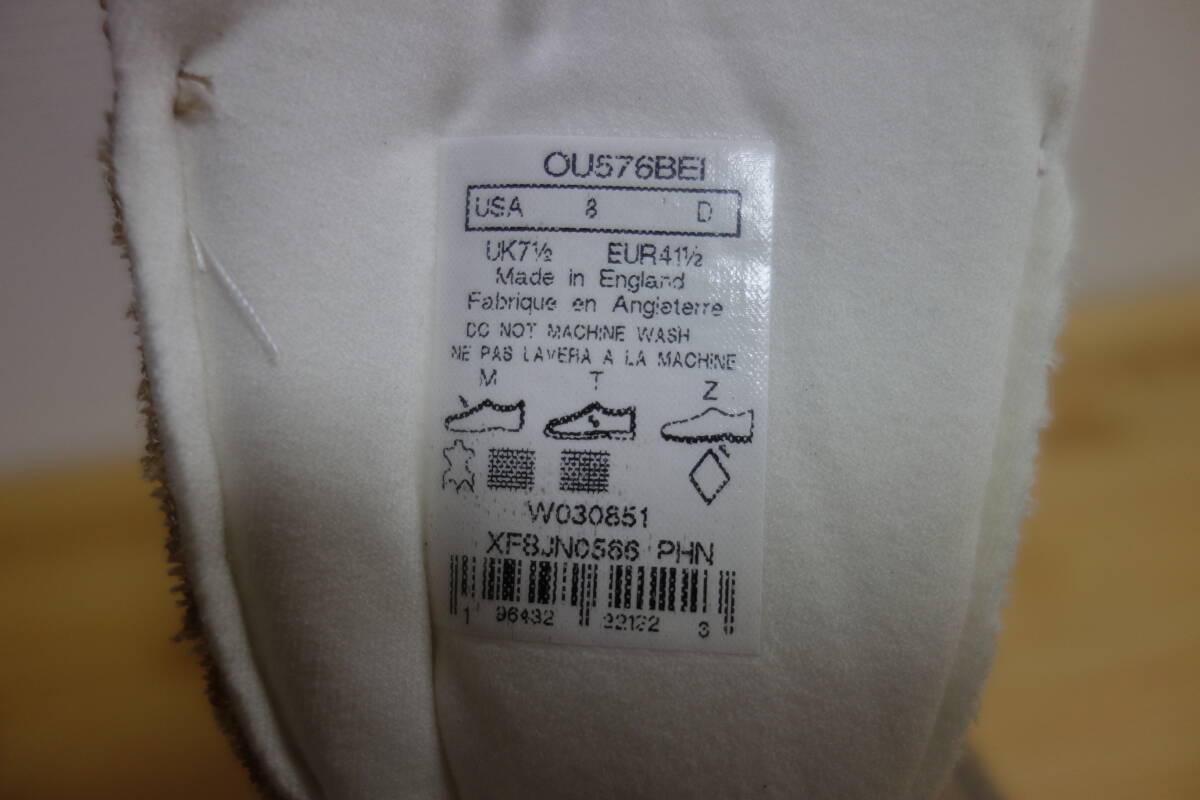 OU576BEI
USA 8 D
UK7½ EUR41½
Made in England
Fabrique en Angleterre
DO NOT MACHINE WASH
NE PAS LAVERA A LA MACHINE
M T Z
W030851
XF8JN0566 PHN
1 96432 22132 3